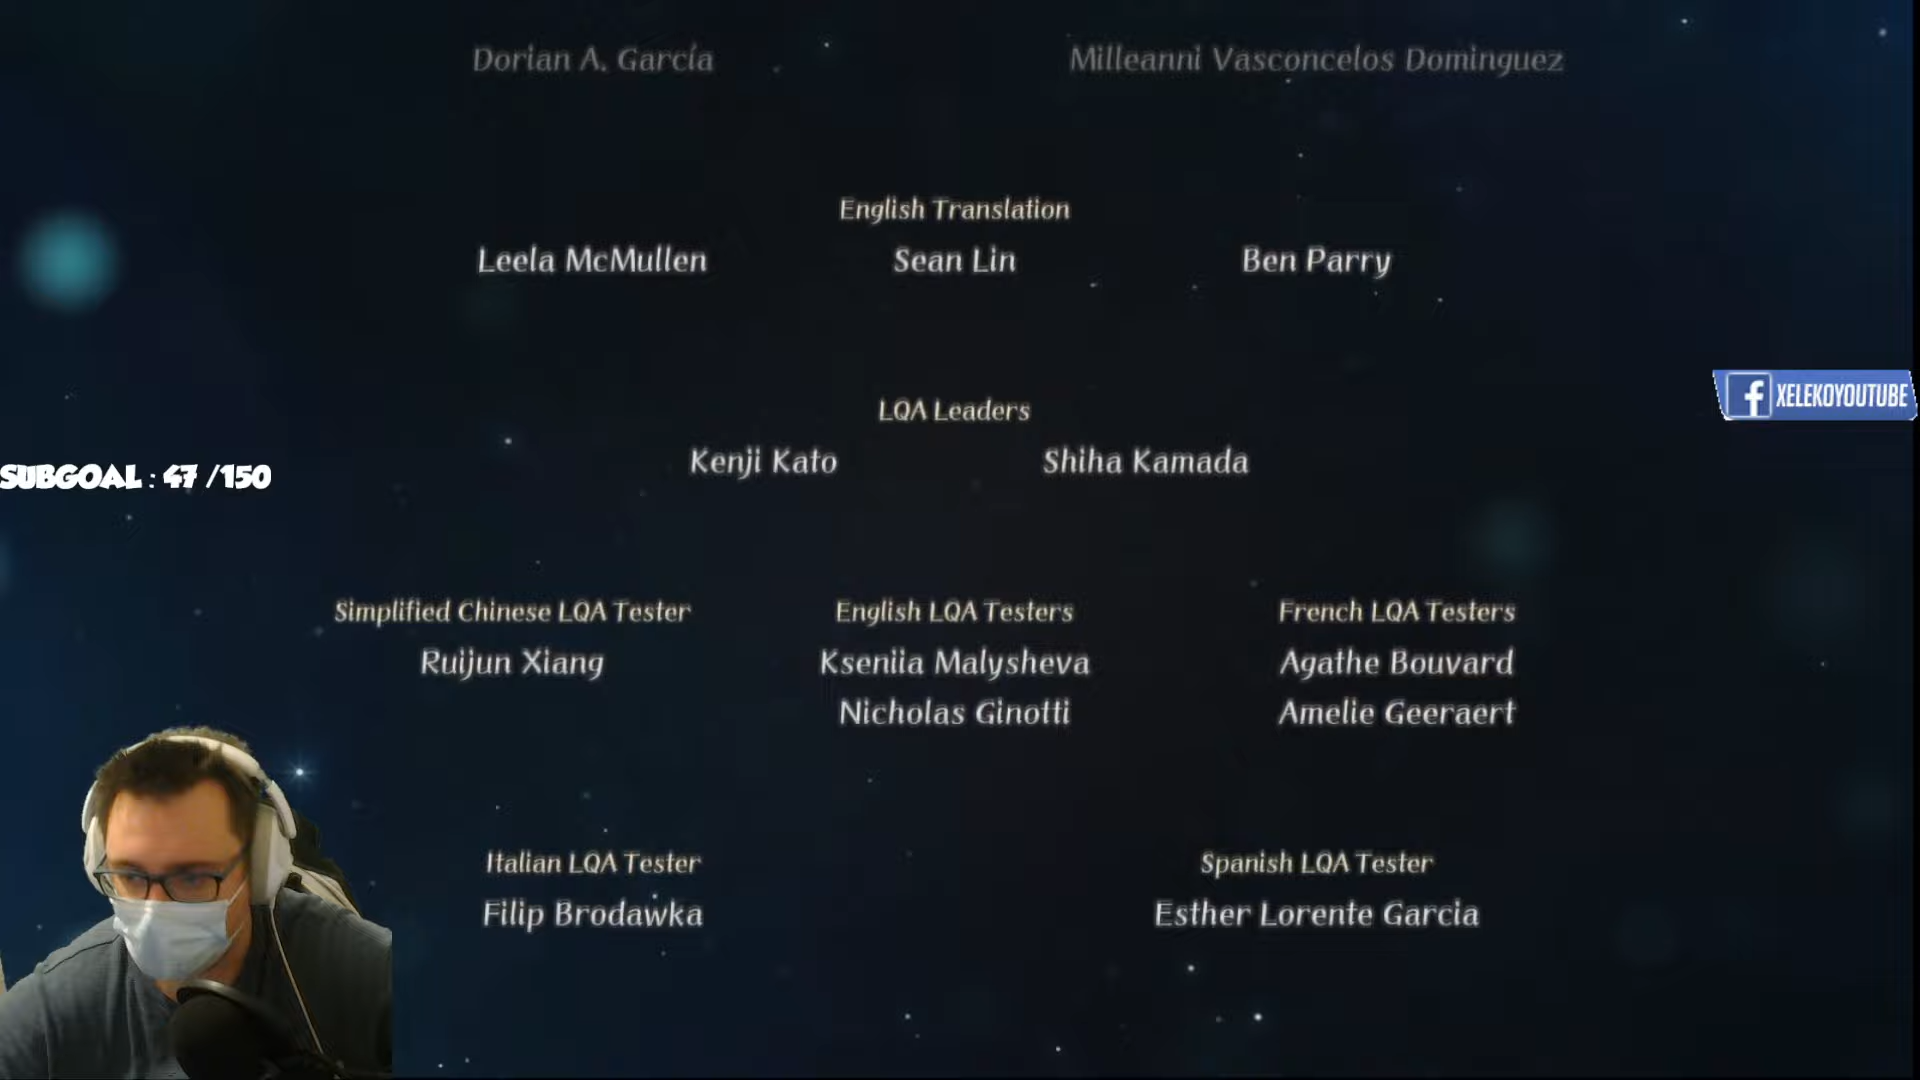 Dorian A. García Milleanni Vasconcelos Dominguez
English Translation
Leela McMullen Sean Lin Ben Parry
LQA Leaders
XELEKOYOUTUBE
Kenji Kato Shiha Kamada
SUBGOAL : 47 /150
Simplified Chinese LQA Tester English LQA Testers French LQA Testers
Ruijun Xiang Kseniia Malysheva Agathe Bouvard
Nicholas Ginotti Amelie Geeraert
Italian LQA Tester Spanish LQA Tester
Filip Brodawka Esther Lorente Garcia